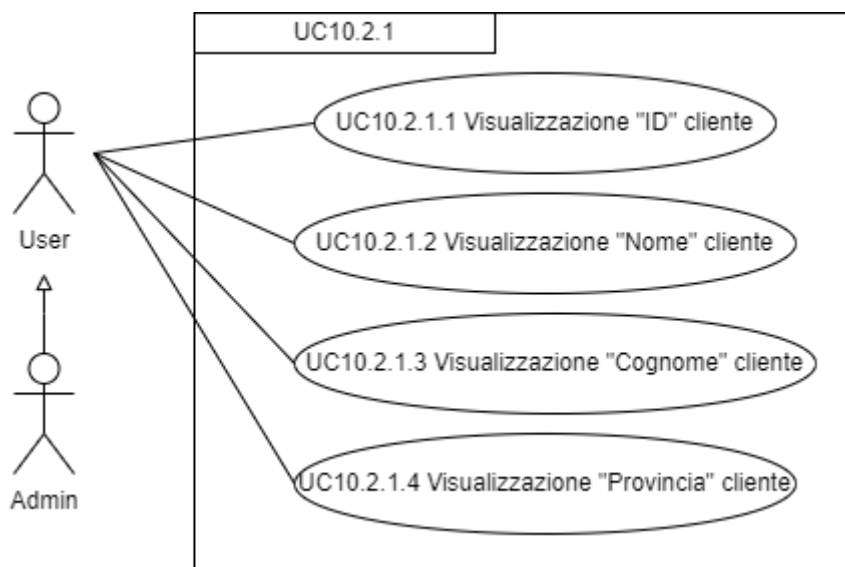 UC10.2.1
UC10.2.1.1 Visualizzazione "ID" cliente
User
UC10.2.1.2 Visualizzazione "Nome" cliente
UC10.2.1.3 Visualizzazione "Cognome" cliente
Admin
UC10.2.1.4 Visualizzazione "Provincia" cliente